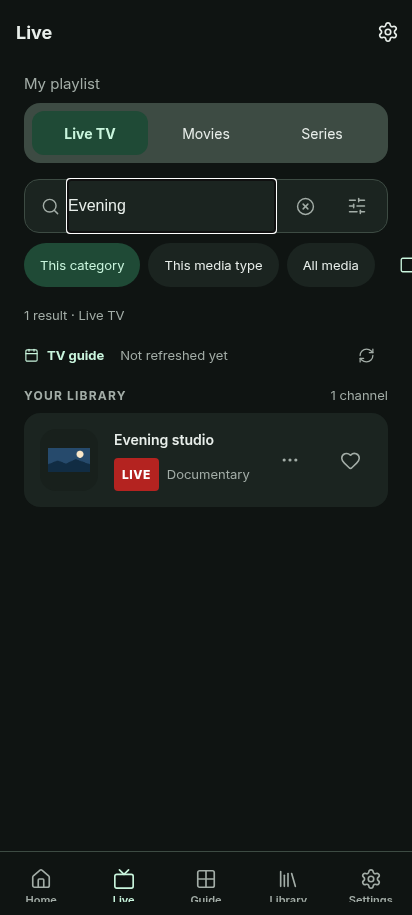 Live
My playlist
Live TV Movies Series
Evening
This category This media type All media
1 result · Live TV
TV guide Not refreshed yet
YOUR LIBRARY 1 channel
Evening studio
LIVE Documentary
Home Live Guide Library Settings